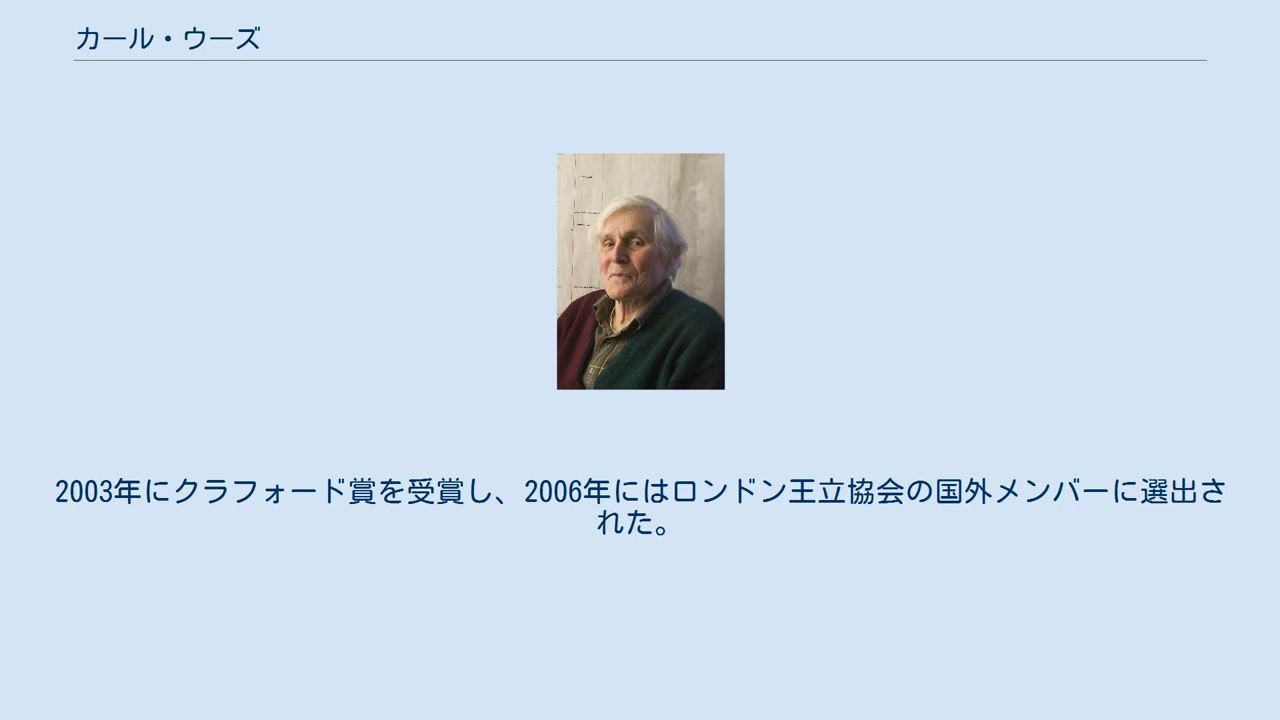 カール・ウーズ
2003年にクラフォード賞を受賞し、2006年にはロンドン王立協会の国外メンバーに選出さ
れた。